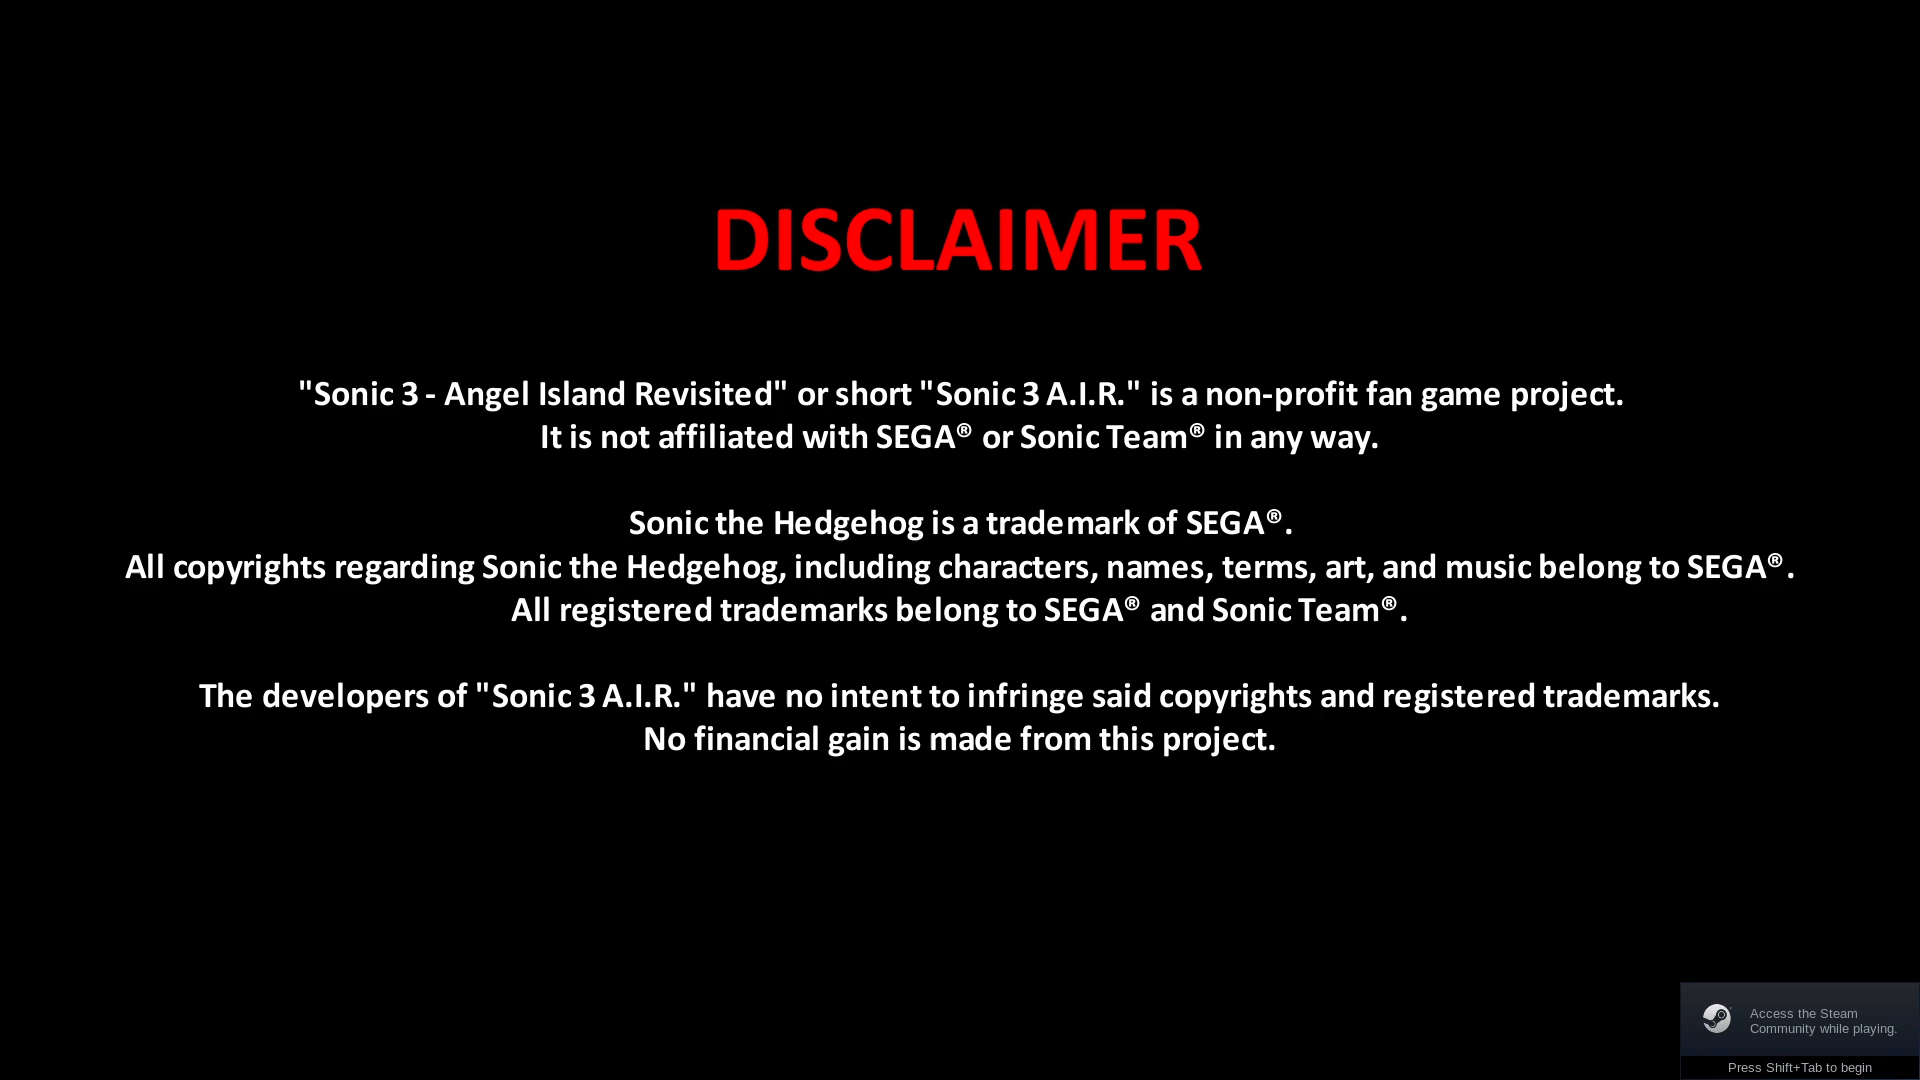 DISCLAIMER
"Sonic 3 - Angel Island Revisited" or short "Sonic 3 A.I.R." is a non-profit fan game project.
It is not affiliated with SEGA® or Sonic Team® in any way.
Sonic the Hedgehog is a trademark of SEGA®.
All copyrights regarding Sonic the Hedgehog, including characters, names, terms, art, and music belong to SEGA®.
All registered trademarks belong to SEGA® and Sonic Team®.
The developers of "Sonic 3 A.I.R." have no intent to infringe said copyrights and registered trademarks.
No financial gain is made from this project.
Access the Steam
Community while playing.
Press Shift+Tab to begin